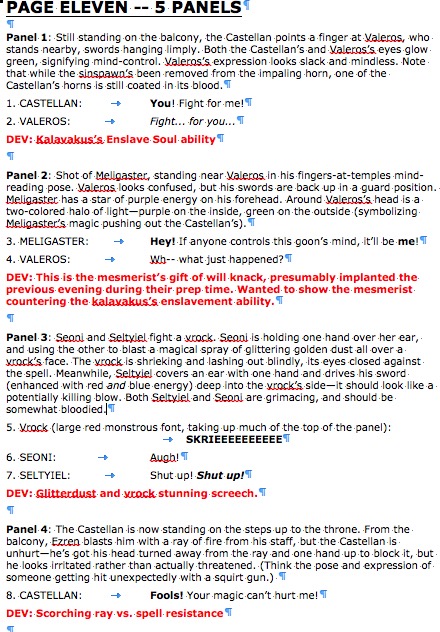 PAGE ELEVEN -- 5 PANELS¶
¶
Panel 1: Still standing on the balcony, the Castellan points a finger at Valeros, who
stands nearby, swords hanging limply. Both the Castellan's and Valeros's eyes glow
green, signifying mind-control. Valeros's expression looks slack and mindless. Note
that while the sinspawn's been removed from the impaling horn, one of the
Castellan's horns is still coated in its blood.¶
1. CASTELLAN: → You! Fight for me!¶
2. VALEROS: → Fight... for you...¶
DEV: Kalavakus's Enslave Soul ability¶
¶
Panel 2: Shot of Meligaster, standing near Valeros in his fingers-at-temples mind-
reading pose. Valeros looks confused, but his swords are back up in a guard position.
Meligaster has a star of purple energy on his forehead. Around Valeros's head is a
two-colored halo of light—purple on the inside, green on the outside (symbolizing
Meligaster's magic pushing out the Castellan's).¶
3. MELIGASTER: → Hey! If anyone controls this goon's mind, it'll be me!¶
4. VALEROS: → Wh-- what just happened?¶
DEV: This is the mesmerist's gift of will knack, presumably implanted the
previous evening during their prep time. Wanted to show the mesmerist
countering the kalavakus's enslavement ability.¶
¶
Panel 3: Seoni and Seltyiel fight a vrock. Seoni is holding one hand over her ear,
and using the other to blast a magical spray of glittering golden dust all over a
vrock's face. The vrock is shrieking and lashing out blindly, its eyes closed against
the spell. Meanwhile, Seltyiel covers an ear with one hand and drives his sword
(enhanced with red and blue energy) deep into the vrock's side—it should look like a
potentially killing blow. Both Seltyiel and Seoni are grimacing, and should be
somewhat bloodied.¶
5. Vrock (large red monstrous font, taking up much of the top of the panel):
→ SKRIEEEEEEEEEE¶
6. SEONI: → Augh!¶
7. SELTYIEL: → Shut up! Shut up!¶
DEV: Glitterdust and vrock stunning screech.¶
¶
Panel 4: The Castellan is now standing on the steps up to the throne. From the
balcony, Ezren blasts him with a ray of fire from his staff, but the Castellan is
unhurt—he's got his head turned away from the ray and one hand up to block it, but
he looks irritated rather than actually threatened. (Think the pose and expression of
someone getting hit unexpectedly with a squirt gun.)¶
8. CASTELLAN: → Fools! Your magic can't hurt me!¶
DEV: Scorching ray vs. spell resistance¶
¶